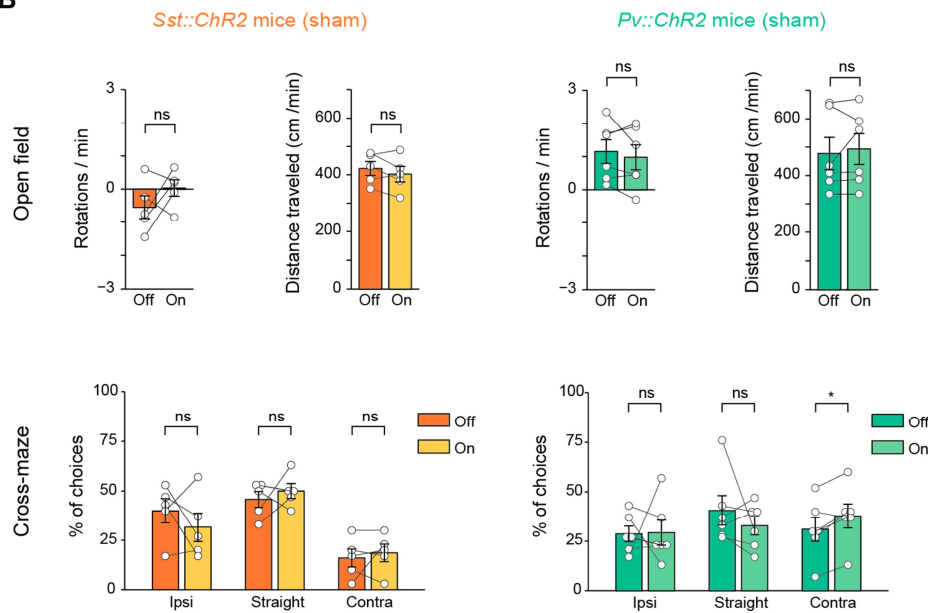 B
Sst::ChR2 mice (sham)
Pv::ChR2 mice (sham)
Open field
Rotations / min
3
0
−3
ns
Off On
Distance traveled (cm /min)
600
400
200
0
ns
Off On
Rotations / min
3
0
−3
ns
Off On
Distance traveled (cm /min)
600
400
200
0
ns
Off On
Cross-maze
% of choices
100
75
50
25
0
ns ns ns
Off
On
Ipsi Straight Contra
% of choices
100
75
50
25
0
ns ns *
Off
On
Ipsi Straight Contra